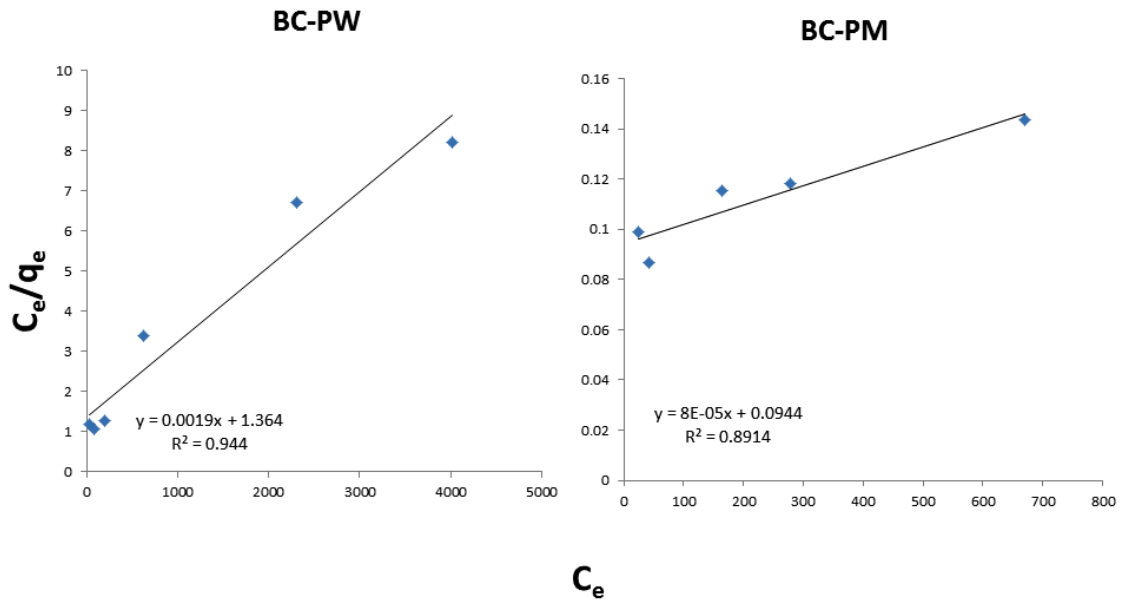 BC-PW
10
9
8
7
6
5
4
3
2
1
0
0 1000 2000 3000 4000 5000
y = 0.0019x + 1.364
R² = 0.944
Cₑ/qₑ
BC-PM
0.16
0.14
0.12
0.1
0.08
0.06
0.04
0.02
0
0 100 200 300 400 500 600 700 800
y = 8E-05x + 0.0944
R² = 0.8914
Cₑ